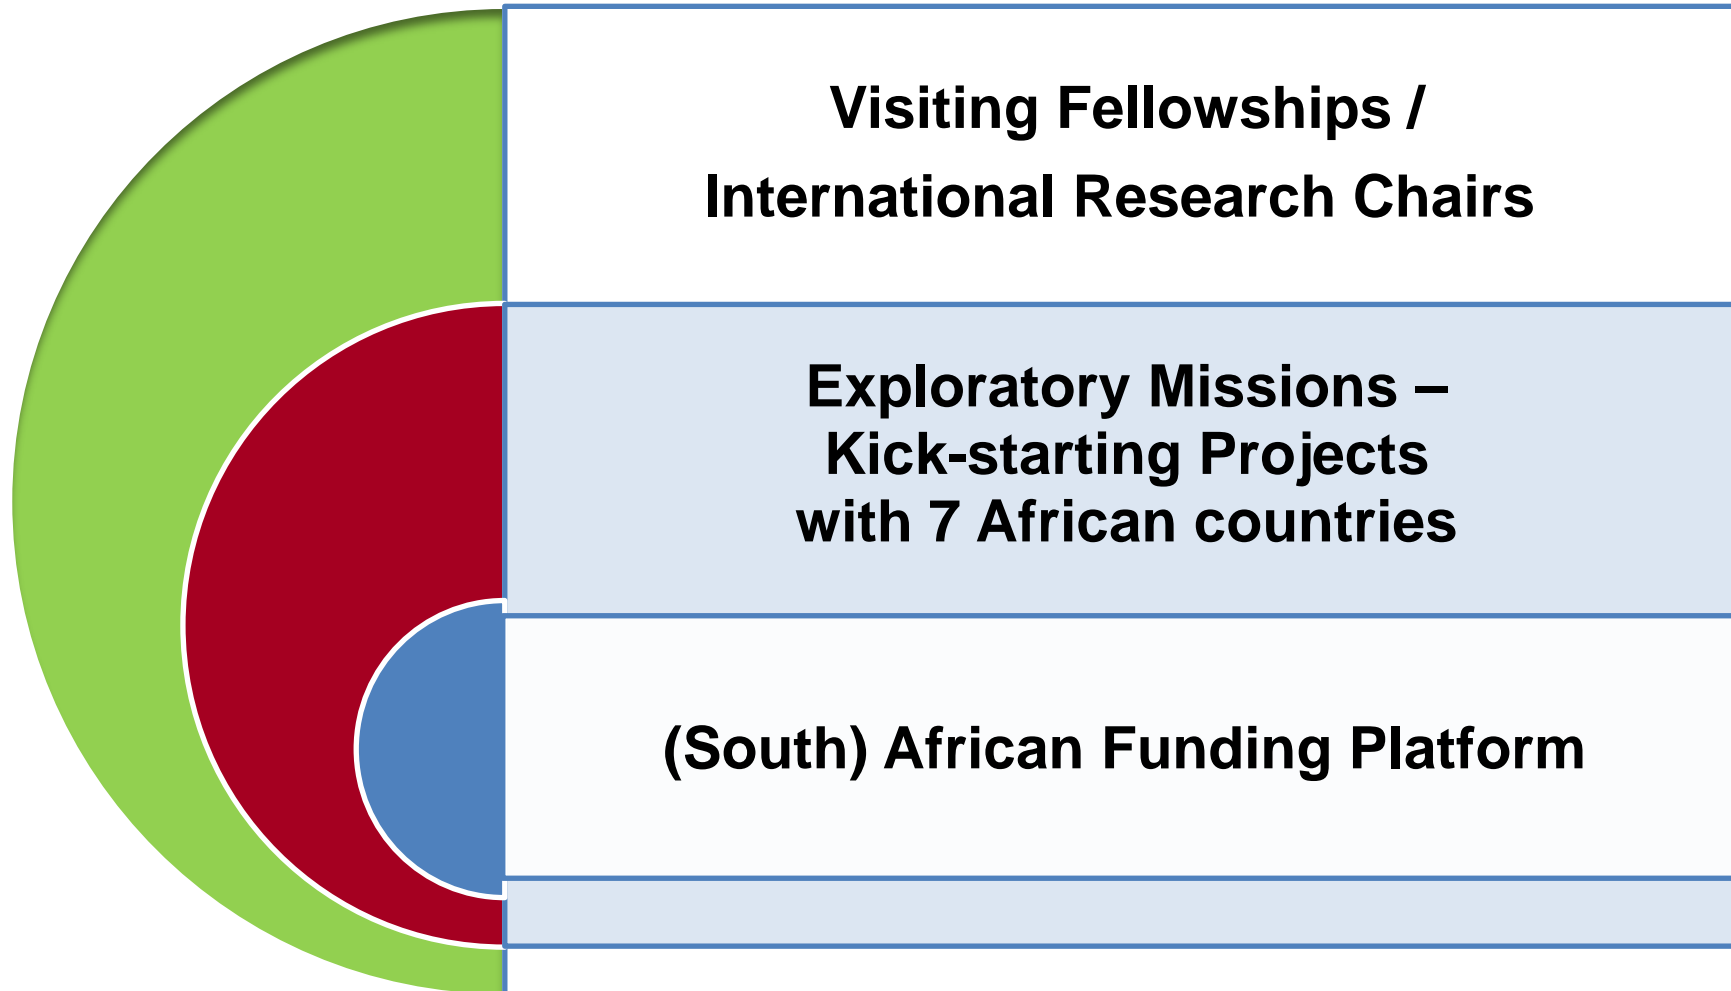 Visiting Fellowships /
International Research Chairs
Exploratory Missions –
Kick-starting Projects
with 7 African countries
(South) African Funding Platform